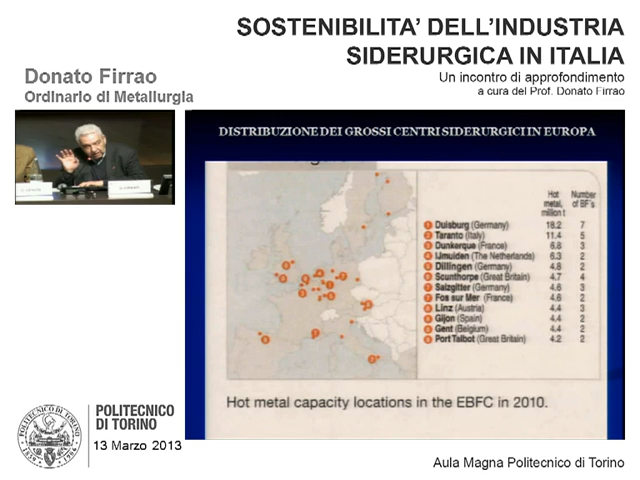 SOSTENIBILITA' DELL'INDUSTRIA
SIDERURGICA IN ITALIA
Un incontro di approfondimento
a cura del Prof. Donato Firrao
Donato Firrao
Ordinario di Metallurgia
DISTRIBUZIONE DEI GROSSI CENTRI SIDERURGICI IN EUROPA
Hot metal, million t
Number of BF's
Duisburg (Germany) 18.2 7
Taranto (Italy) 11.4 5
Dunkerque (France) 6.8 3
IJmuiden (The Netherlands) 6.3 2
Dillingen (Germany) 4.8 2
Scunthorpe (Great Britain) 4.7 4
Salzgitter (Germany) 4.6 3
Fos sur Mer (France) 4.6 2
Linz (Austria) 4.4 3
Gijon (Spain) 4.4 2
Gent (Belgium) 4.4 2
Port Talbot (Great Britain) 4.2 2
Hot metal capacity locations in the EBFC in 2010.
POLITECNICO DI TORINO
POLITECNICO
DI TORINO
13 Marzo 2013
Aula Magna Politecnico di Torino